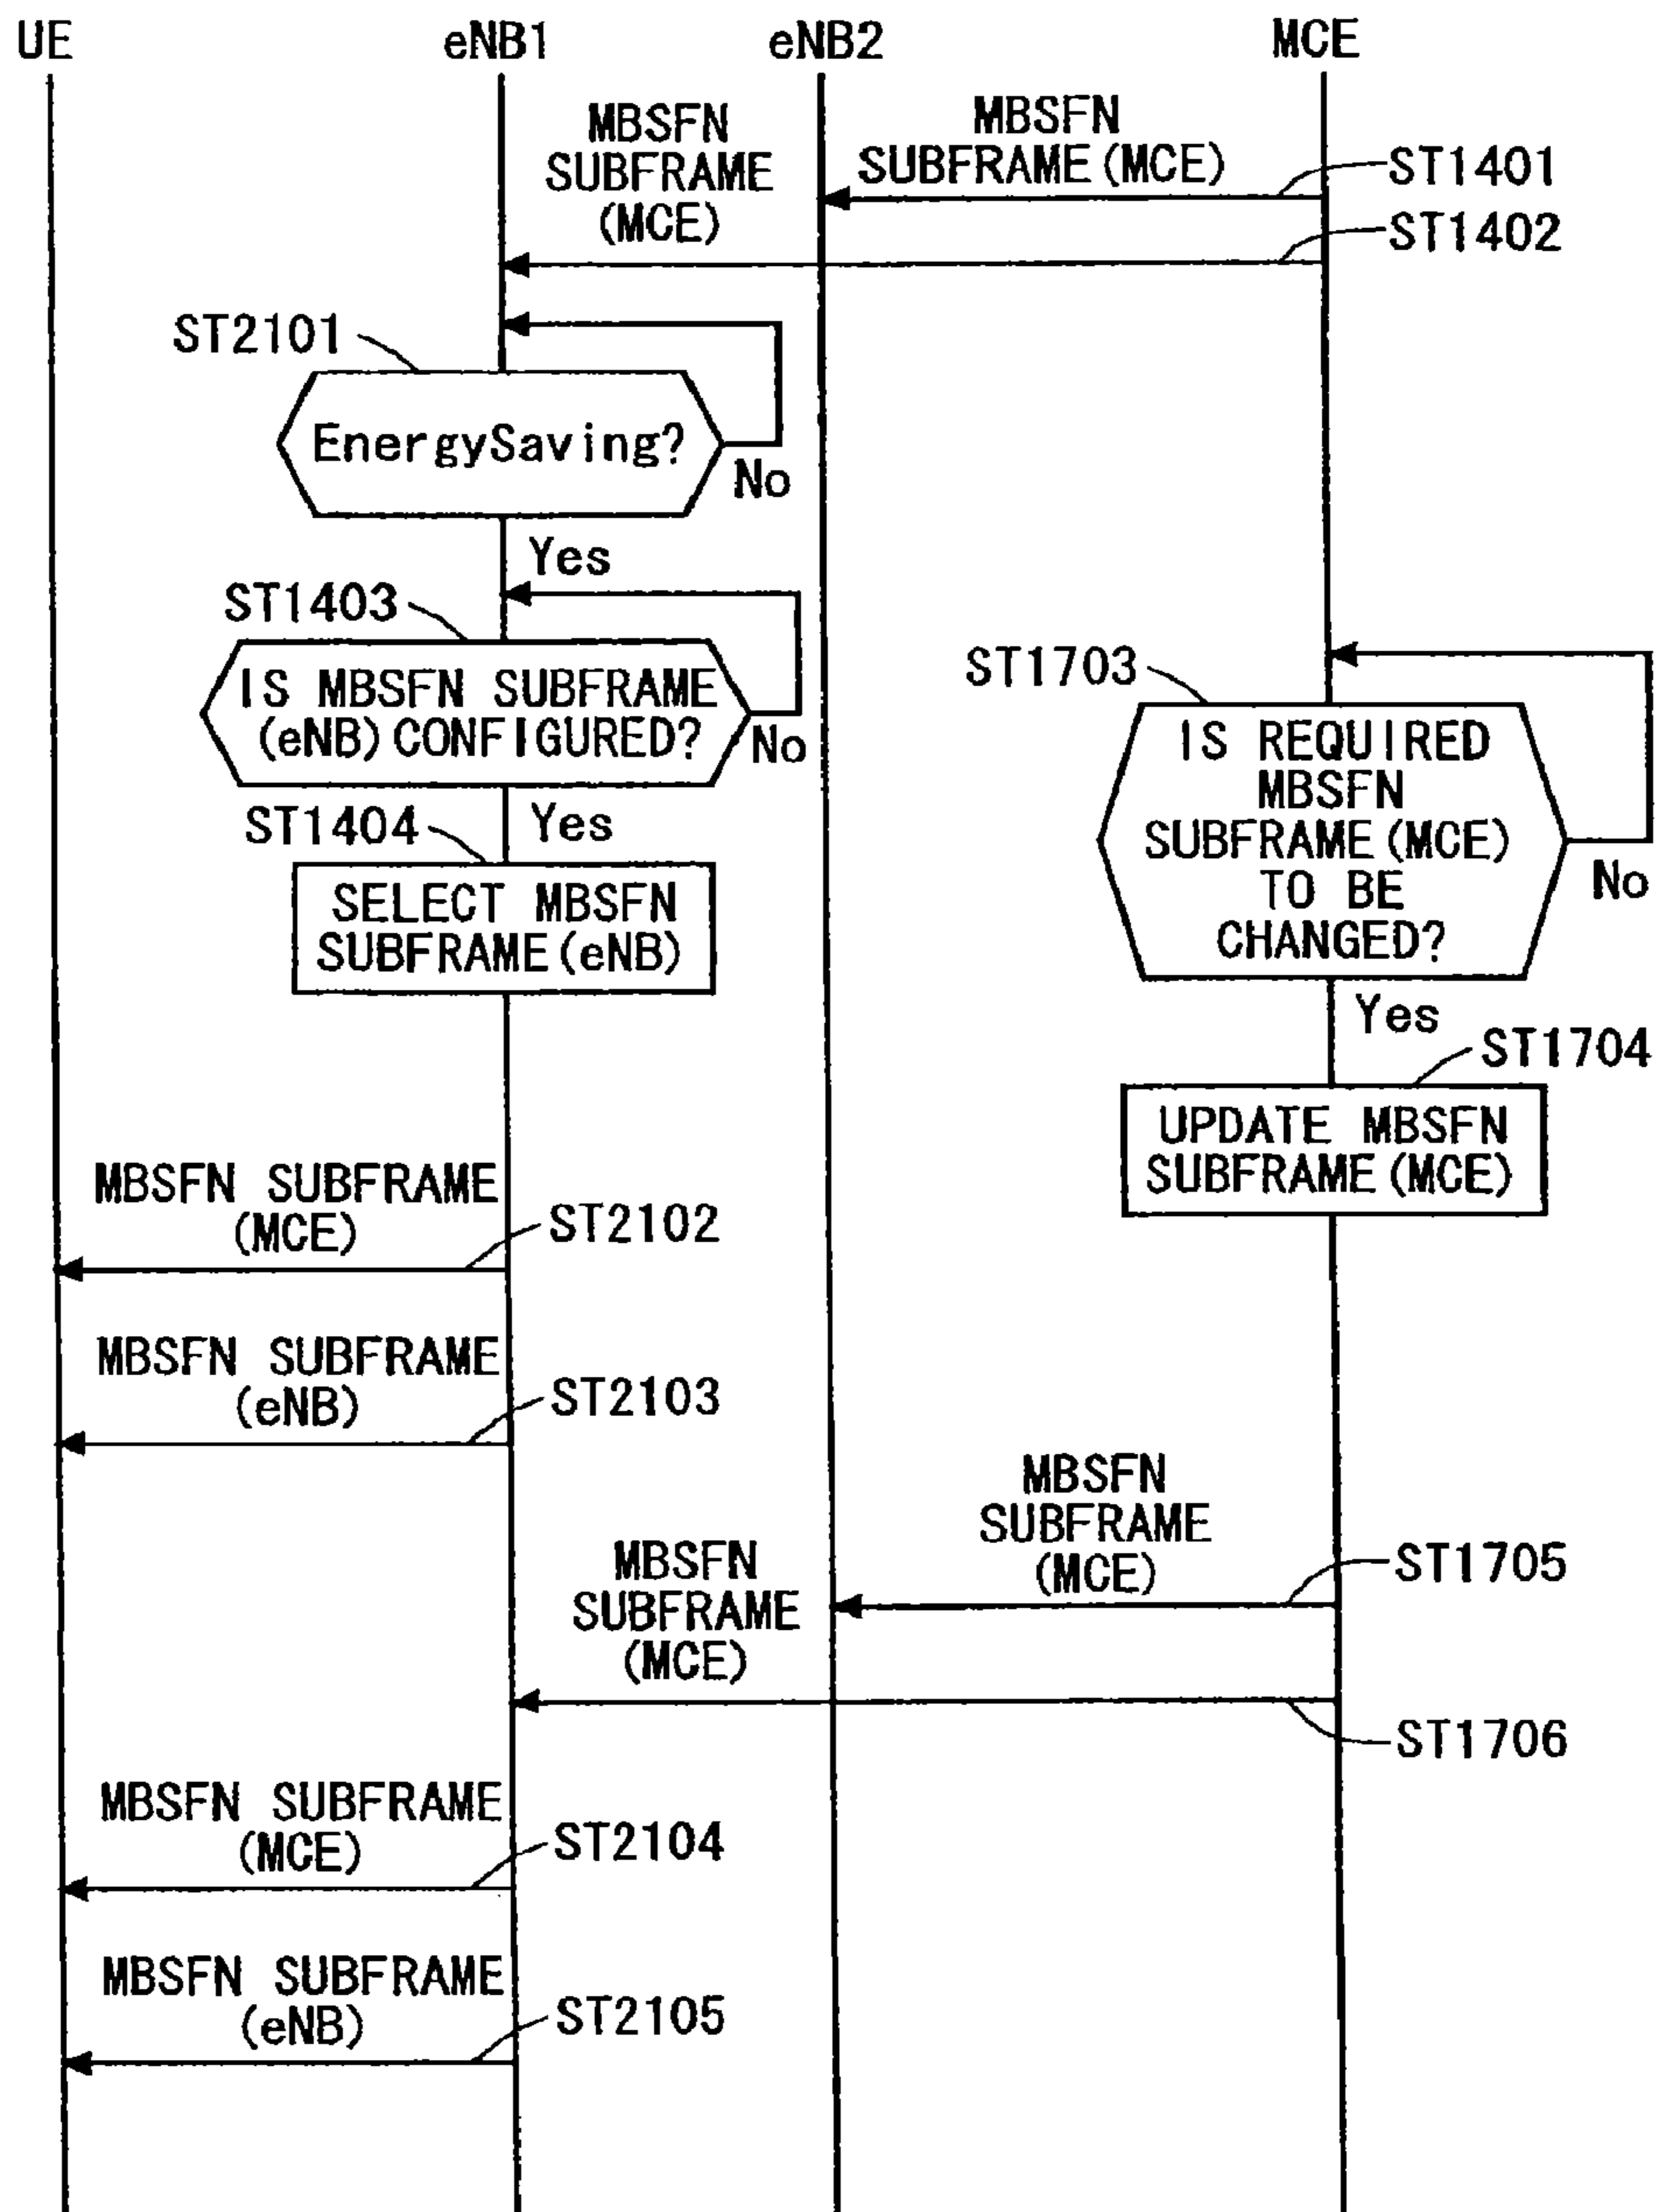 UE
eNB1
eNB2
MCE
MBSFN
SUBFRAME
(MCE)
MBSFN
SUBFRAME(MCE)
ST1401
ST1402
ST2101
EnergySaving?
No
Yes
ST1403
IS MBSFN SUBFRAME
(eNB) CONFIGURED?
No
ST1703
IS REQUIRED
MBSFN
SUBFRAME(MCE)
TO BE
CHANGED?
No
ST1404
Yes
SELECT MBSFN
SUBFRAME(eNB)
Yes
ST1704
UPDATE MBSFN
SUBFRAME(MCE)
MBSFN SUBFRAME
(MCE)
ST2102
MBSFN SUBFRAME
(eNB)
ST2103
MBSFN
SUBFRAME
(MCE)
ST1705
MBSFN
SUBFRAME
(MCE)
ST1706
MBSFN SUBFRAME
(MCE)
ST2104
MBSFN SUBFRAME
(eNB)
ST2105